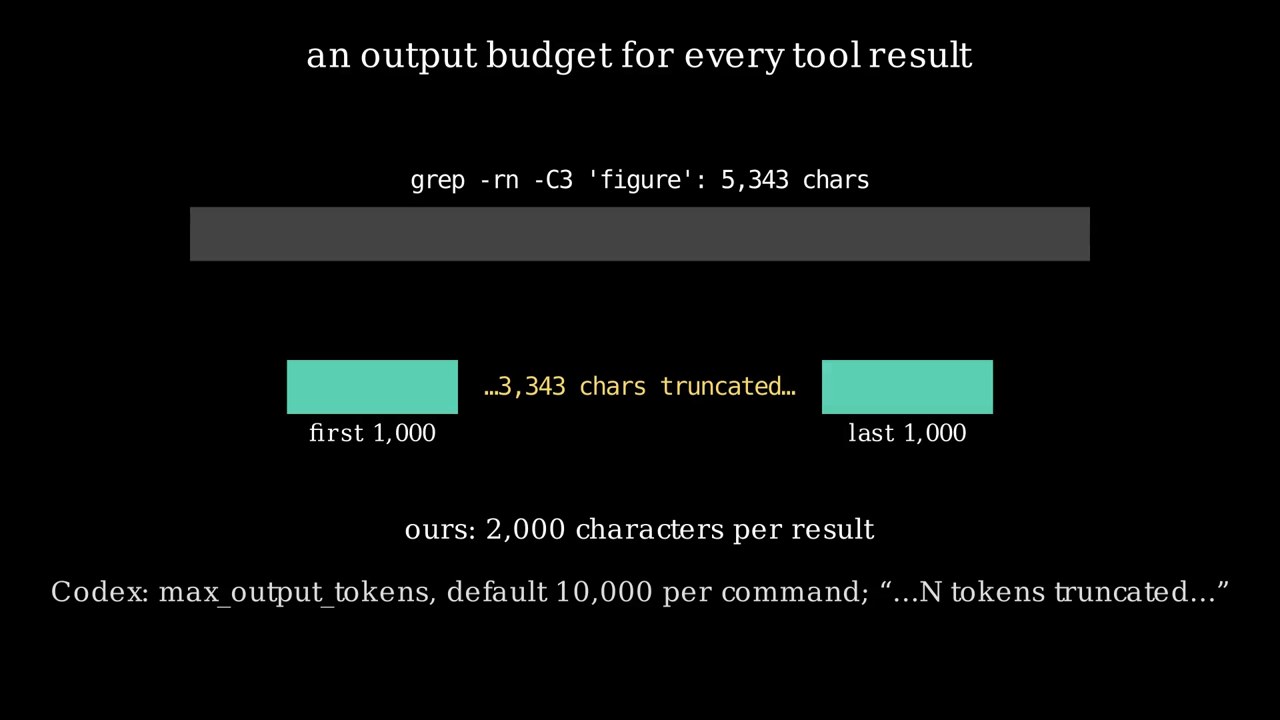 an output budget for every tool result
grep -rn -C3 'figure': 5,343 chars
…3,343 chars truncated…
first 1,000
last 1,000
ours: 2,000 characters per result
Codex: max_output_tokens, default 10,000 per command; “…N tokens truncated…”